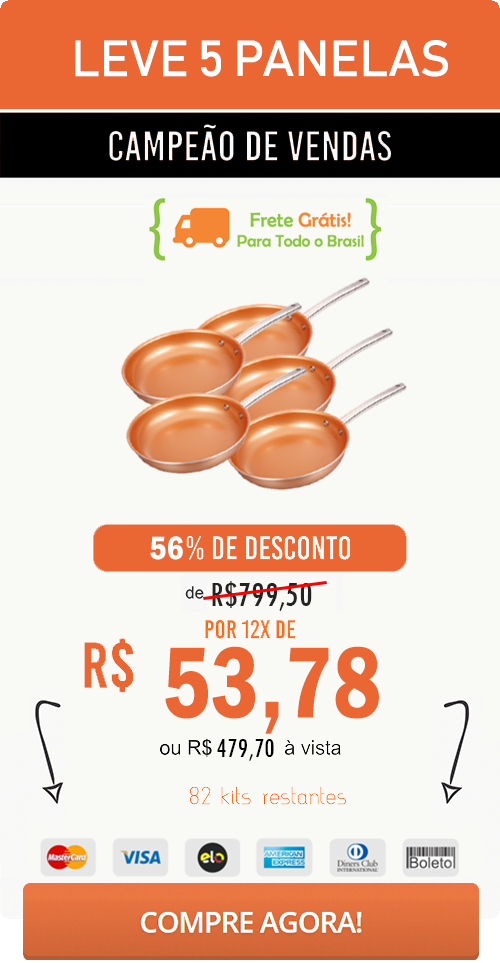 LEVE 5 PANELAS
CAMPEÃO DE VENDAS
Frete Grátis!
Para Todo o Brasil
56% DE DESCONTO
de R$799,50
POR 12X DE
R$ 53,78
ou R$ 479,70 à vista
82 kits restantes
MasterCard VISA elo AMERICAN EXPRESS Diners Club INTERNATIONAL Boleto
COMPRE AGORA!